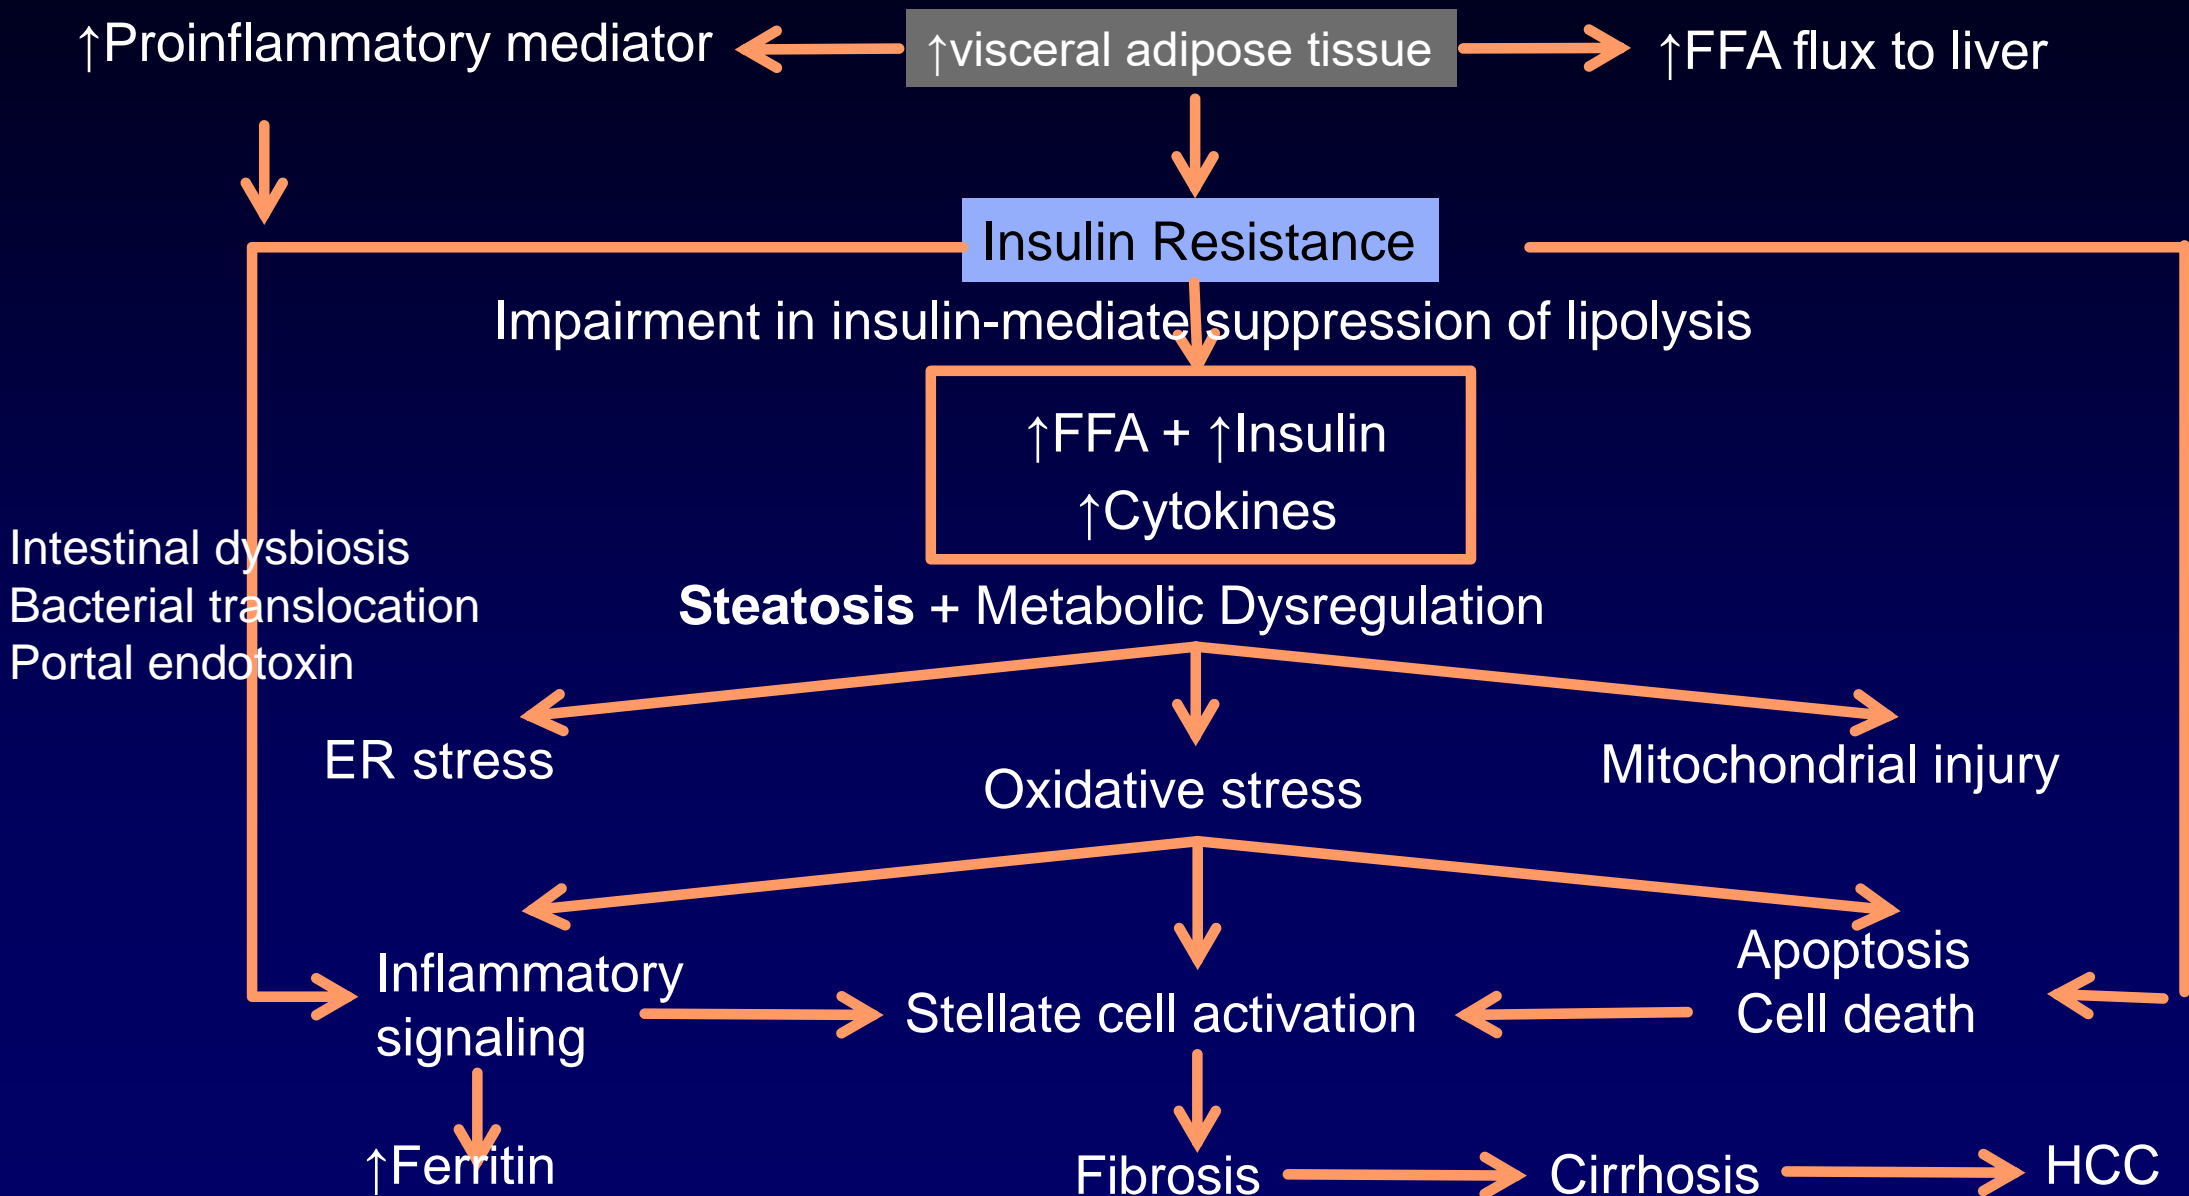 ↑Proinflammatory mediator
↑visceral adipose tissue
↑FFA flux to liver
Insulin Resistance
Impairment in insulin-mediate suppression of lipolysis
↑FFA + ↑Insulin
↑Cytokines
Intestinal dysbiosis
Bacterial translocation
Portal endotoxin
Steatosis + Metabolic Dysregulation
ER stress
Oxidative stress
Mitochondrial injury
Inflammatory
signaling
Stellate cell activation
Apoptosis
Cell death
↑Ferritin
Fibrosis
Cirrhosis
HCC